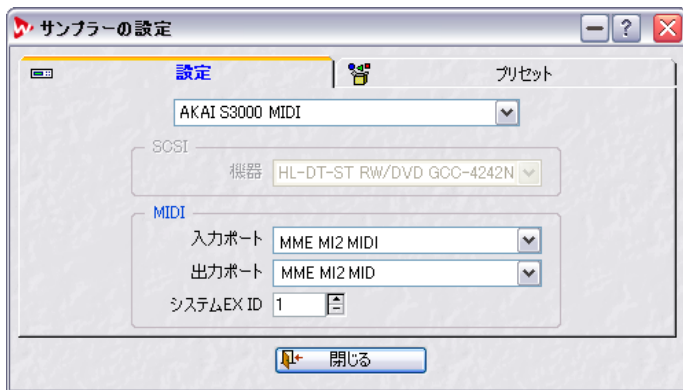 サンプラーの設定
設定 プリセット
AKAI S3000 MIDI
SCSI
機器 HL-DT-ST RW/DVD GCC-4242N
MIDI
入力ポート MME MI2 MIDI
出力ポート MME MI2 MID
システムEX ID 1
閉じる